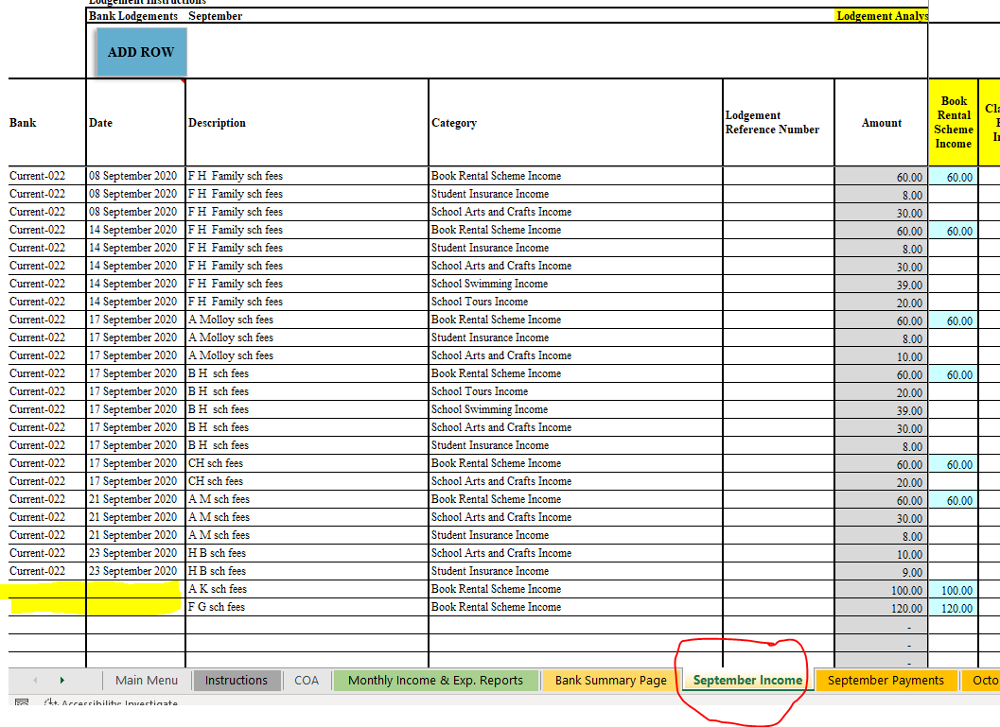 Lodgement Instructions
Bank Lodgements September Lodgement Analys
ADD ROW
Bank Date Description Category Lodgement Reference Number Amount Book Rental Scheme Income
Current-022 08 September 2020 F H Family sch fees Book Rental Scheme Income 60.00 60.00
Current-022 08 September 2020 F H Family sch fees Student Insurance Income 8.00
Current-022 08 September 2020 F H Family sch fees School Arts and Crafts Income 30.00
Current-022 14 September 2020 F H Family sch fees Book Rental Scheme Income 60.00 60.00
Current-022 14 September 2020 F H Family sch fees Student Insurance Income 8.00
Current-022 14 September 2020 F H Family sch fees School Arts and Crafts Income 30.00
Current-022 14 September 2020 F H Family sch fees School Swimming Income 39.00
Current-022 14 September 2020 F H Family sch fees School Tours Income 20.00
Current-022 17 September 2020 A Molloy sch fees Book Rental Scheme Income 60.00 60.00
Current-022 17 September 2020 A Molloy sch fees Student Insurance Income 8.00
Current-022 17 September 2020 A Molloy sch fees School Arts and Crafts Income 10.00
Current-022 17 September 2020 B H sch fees Book Rental Scheme Income 60.00 60.00
Current-022 17 September 2020 B H sch fees School Tours Income 20.00
Current-022 17 September 2020 B H sch fees School Swimming Income 39.00
Current-022 17 September 2020 B H sch fees School Arts and Crafts Income 30.00
Current-022 17 September 2020 B H sch fees Student Insurance Income 8.00
Current-022 17 September 2020 CH sch fees Book Rental Scheme Income 60.00 60.00
Current-022 17 September 2020 CH sch fees School Arts and Crafts Income 20.00
Current-022 21 September 2020 A M sch fees Book Rental Scheme Income 60.00 60.00
Current-022 21 September 2020 A M sch fees School Arts and Crafts Income 30.00
Current-022 21 September 2020 A M sch fees Student Insurance Income 8.00
Current-022 23 September 2020 H B sch fees School Arts and Crafts Income 10.00
Current-022 23 September 2020 H B sch fees Student Insurance Income 9.00
A K sch fees Book Rental Scheme Income 100.00 100.00
F G sch fees Book Rental Scheme Income 120.00 120.00
-
-
-
Main Menu Instructions COA Monthly Income & Exp. Reports Bank Summary Page September Income September Payments Octo
Accessibility: Investigate